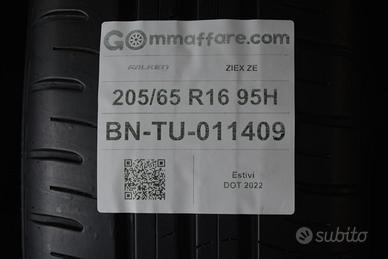 GOmmaffare.com
FALKEN ZIEX ZE
205/65 R16 95H
BN-TU-011409
Estivi
DOT 2022
subito